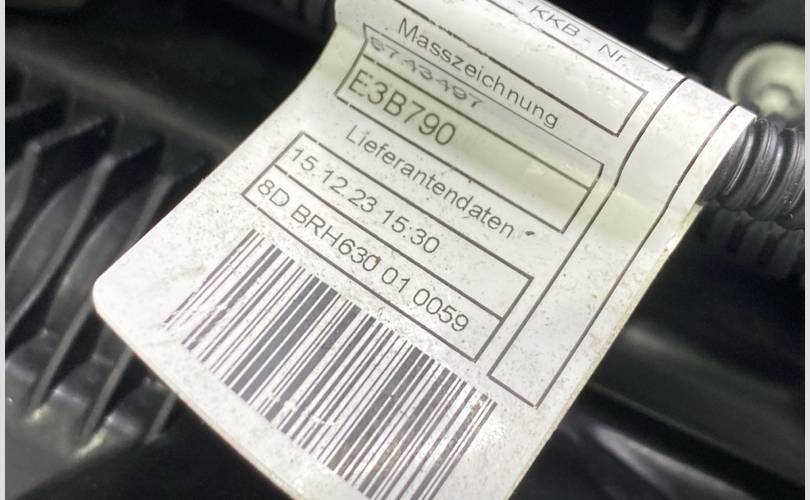 KKB - Nr.
Masszeichnung
E3B790
Lieferantendaten
15.12.23 15:30
8D BRH630 01 0059